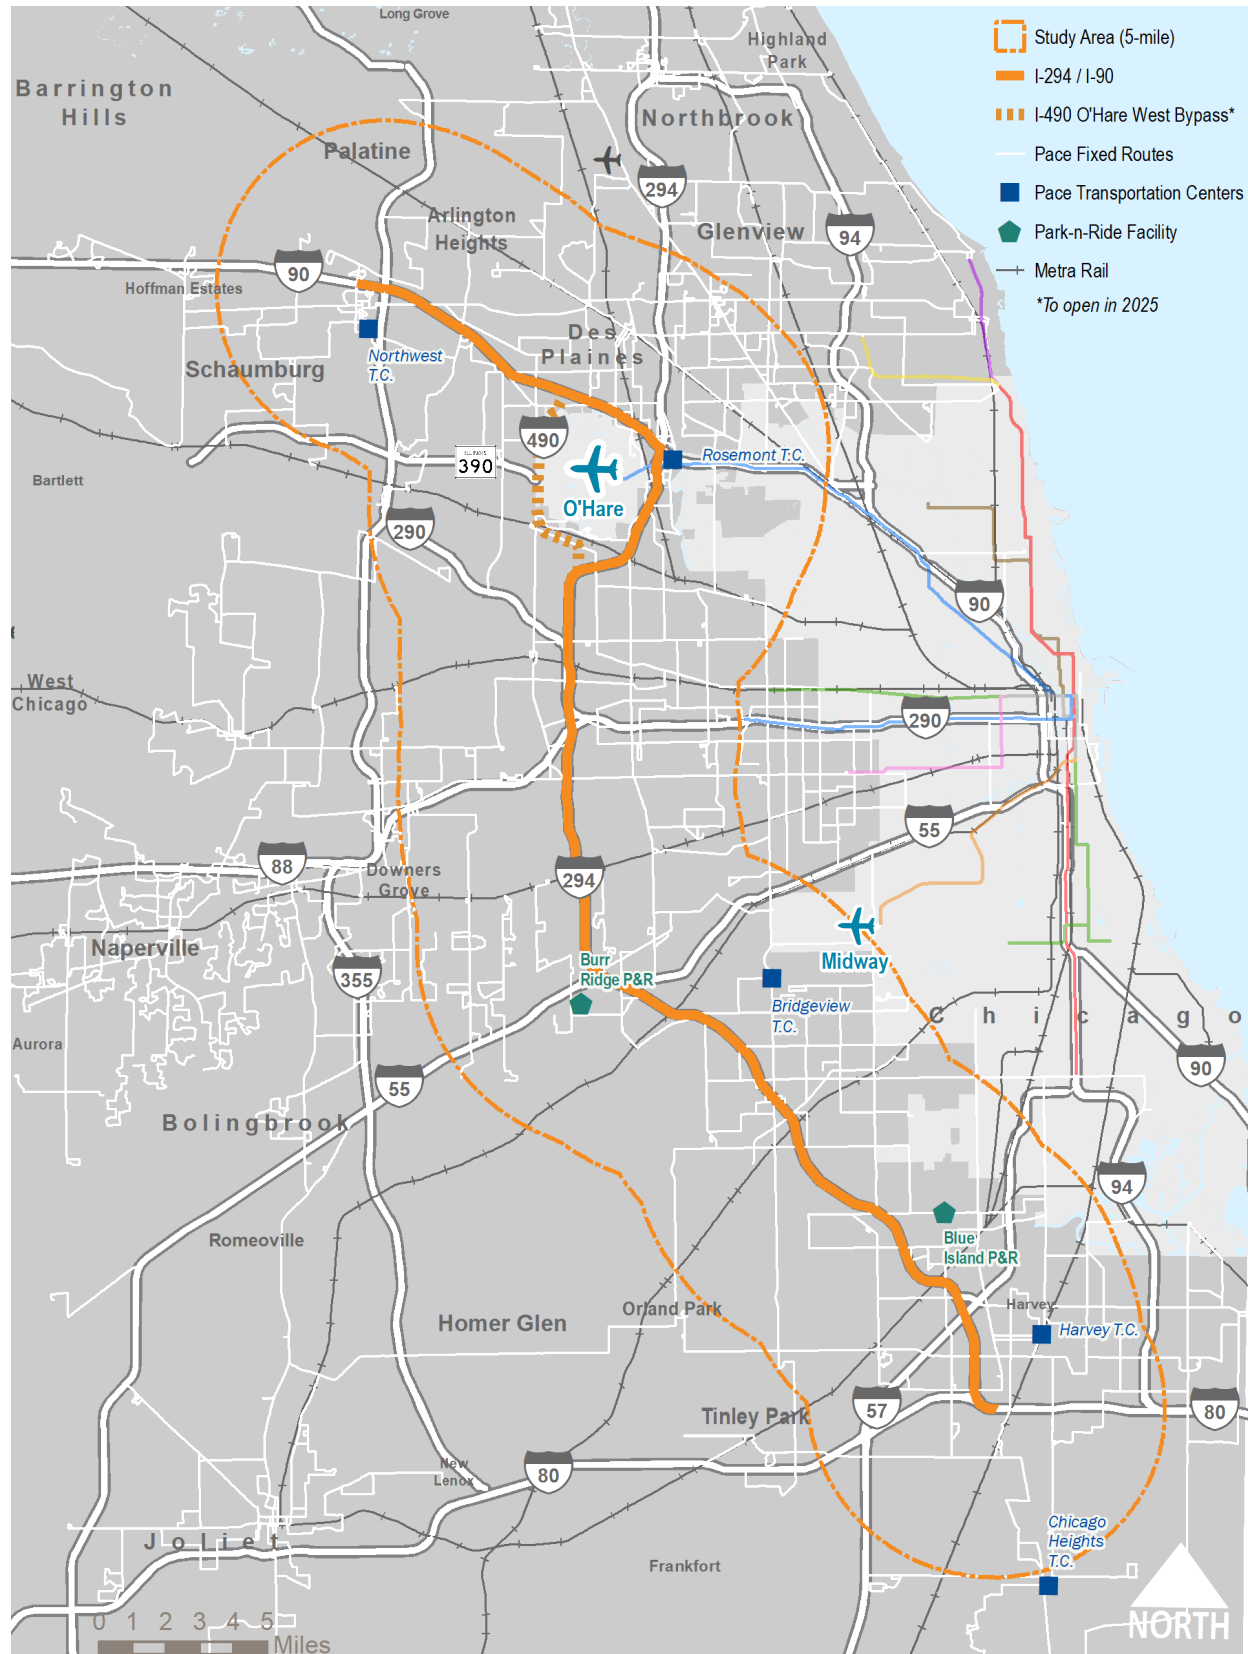 Long Grove
Highland
Park
Study Area (5-mile)
I-294 / I-90
I-490 O'Hare West Bypass*
Pace Fixed Routes
Pace Transportation Centers
Park-n-Ride Facility
Metra Rail
*To open in 2025
Barrington
Hills
Northbrook
Palatine
294
Arlington
Heights
Glenview
94
90
Hoffman Estates
Des
Plaines
Northwest
T.C.
Schaumburg
490
ILLINOIS
390
Rosemont T.C.
O'Hare
Bartlett
290
90
West
Chicago
290
55
88
Downers
Grove
294
Naperville
Burr
Ridge P&R
Midway
355
Bridgeview
T.C.
Chicago
Aurora
55
90
Bolingbrook
94
Romeoville
Blue
Island P&R
Harvey
Harvey T.C.
Orland Park
Homer Glen
Tinley Park
57
80
New
Lenox
80
Chicago
Heights
T.C.
Joliet
Frankfort
NORTH
0 1 2 3 4 5
Miles